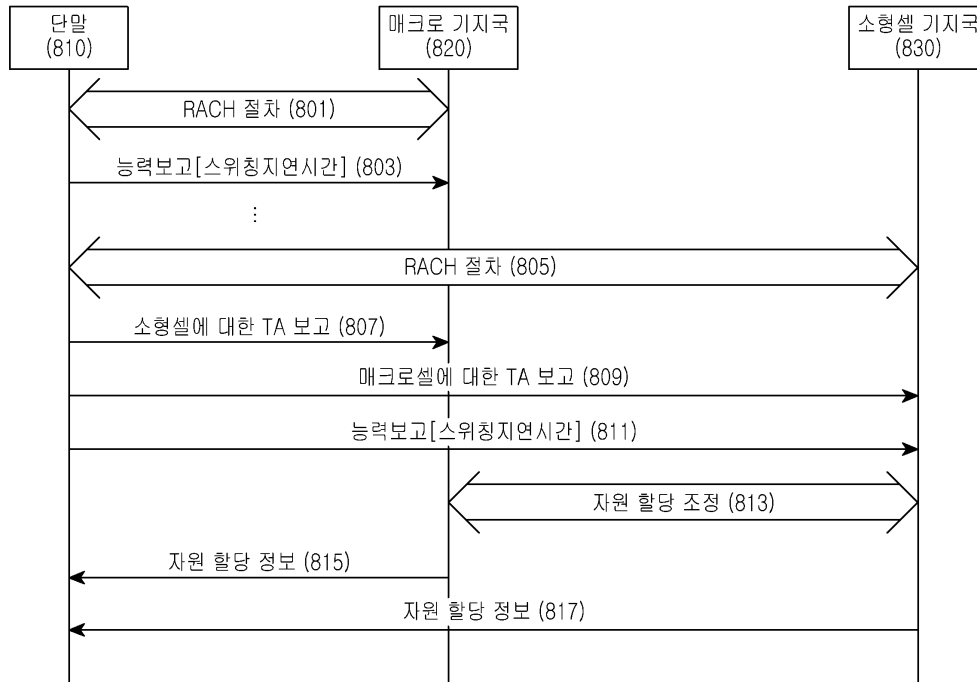 단말
(810)
매크로 기지국
(820)
소형셀 기지국
(830)
RACH 절차 (801)
능력보고[스위칭지연시간] (803)
⋮
RACH 절차 (805)
소형셀에 대한 TA 보고 (807)
매크로셀에 대한 TA 보고 (809)
능력보고[스위칭지연시간] (811)
자원 할당 조정 (813)
자원 할당 정보 (815)
자원 할당 정보 (817)